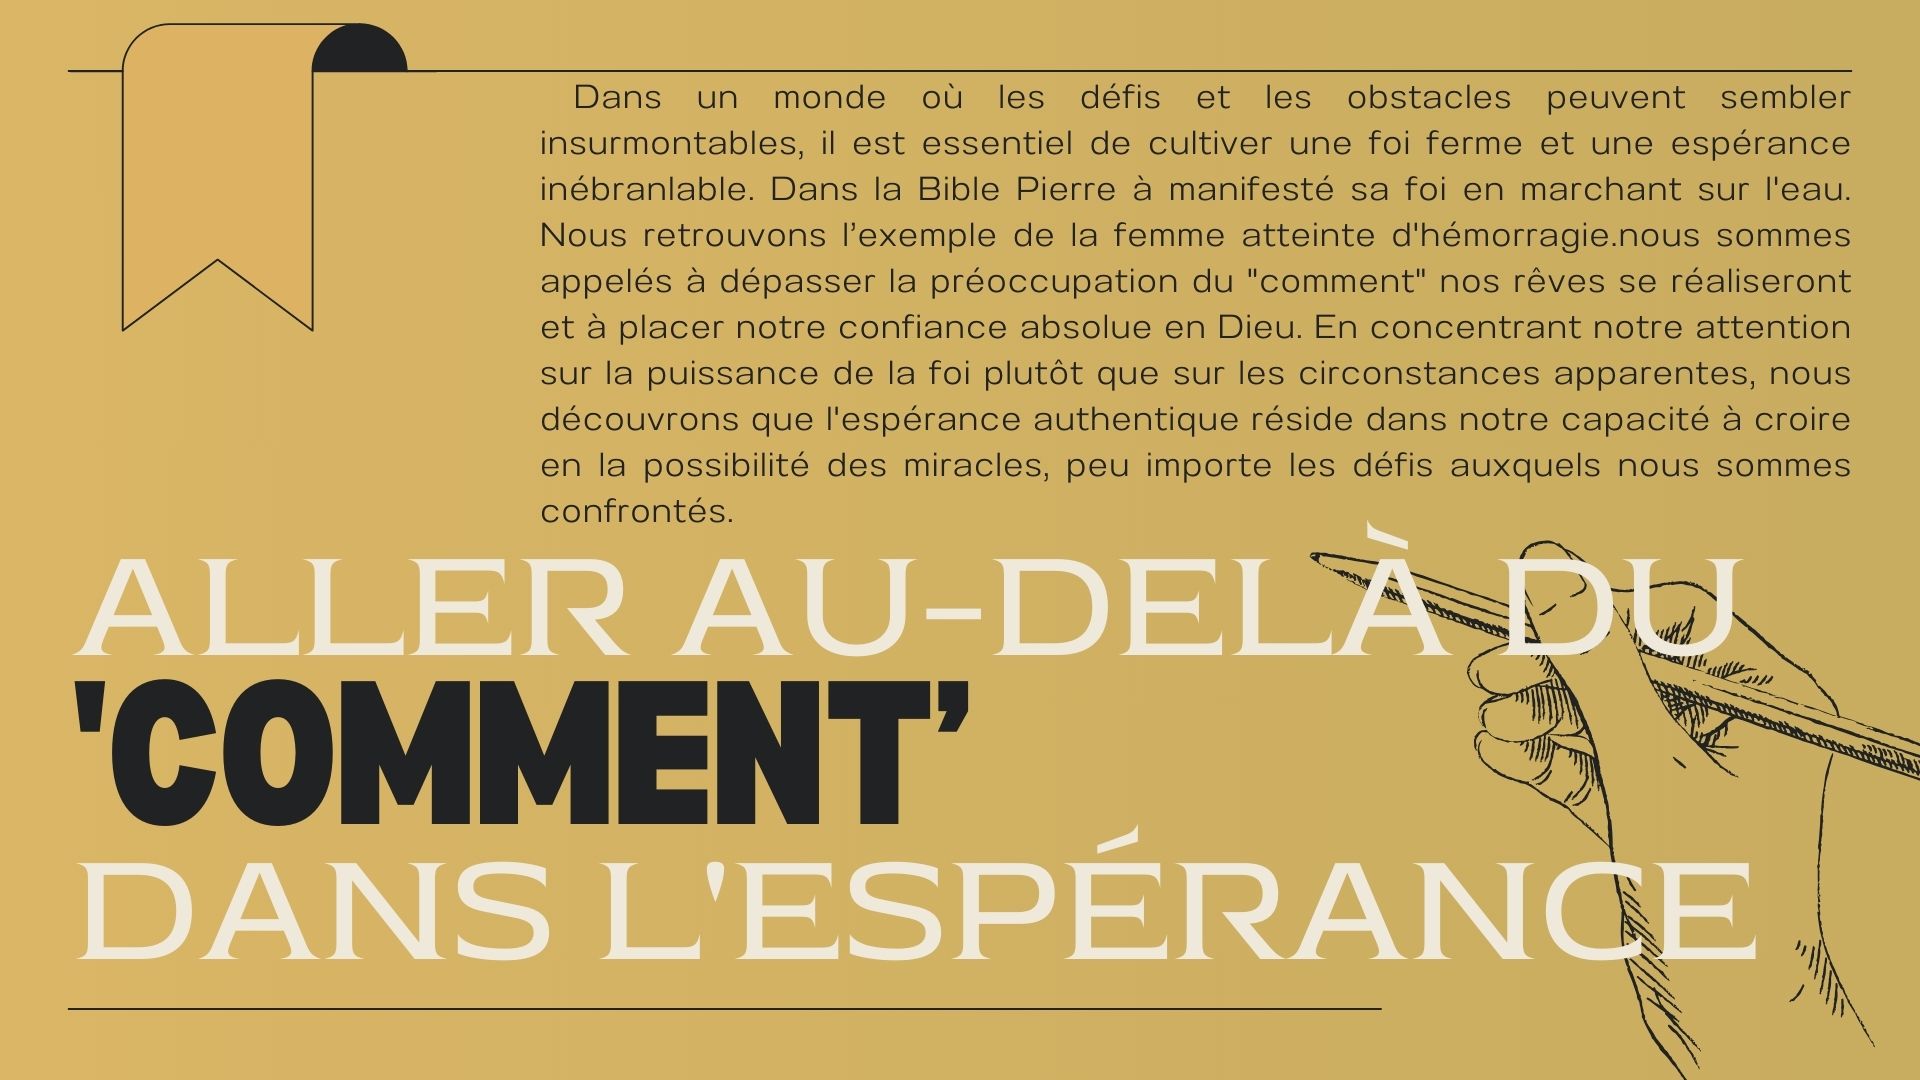 Dans un monde où les défis et les obstacles peuvent sembler
insurmontables, il est essentiel de cultiver une foi ferme et une espérance
inébranlable. Dans la Bible Pierre à manifesté sa foi en marchant sur l'eau.
Nous retrouvons l’exemple de la femme atteinte d'hémorragie.nous sommes
appelés à dépasser la préoccupation du "comment" nos rêves se réaliseront
et à placer notre confiance absolue en Dieu. En concentrant notre attention
sur la puissance de la foi plutôt que sur les circonstances apparentes, nous
découvrons que l'espérance authentique réside dans notre capacité à croire
en la possibilité des miracles, peu importe les défis auxquels nous sommes
confrontés.
ALLER AU-DELÀ DU
'COMMENT’
DANS L'ESPÉRANCE